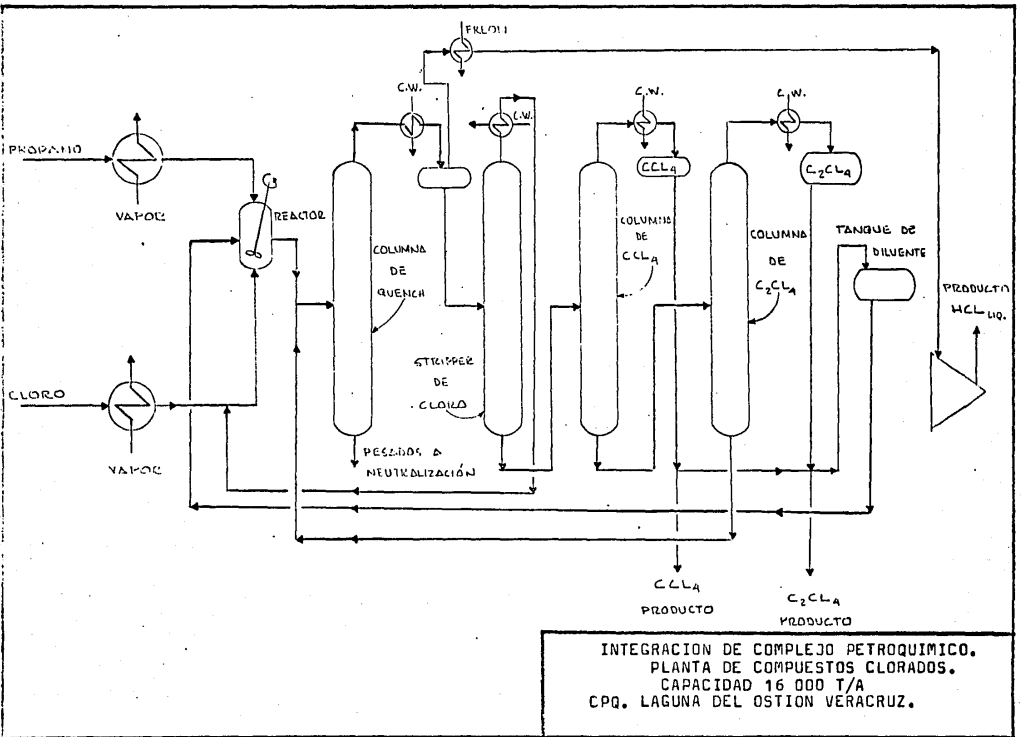 FREON
C.W.
C.W.
C.W.
C.W.
PROPANO
VAPOR
REACTOR
CCL4
C2CL4
COLUMNA
DE
QUENCH
COLUMNA
DE
CCL4
COLUMNA
DE
C2CL4
TANQUE DE
DILUENTE
PRODUCTO
HCL LIQ.
STRIPPER
DE
CLORO
CLORO
VAPOR
PESADOS A
NEUTRALIZACIÓN
CCL4
PRODUCTO
C2CL4
PRODUCTO
INTEGRACION DE COMPLEJO PETROQUIMICO.
PLANTA DE COMPUESTOS CLORADOS.
CAPACIDAD 16 000 T/A
CPQ. LAGUNA DEL OSTION VERACRUZ.